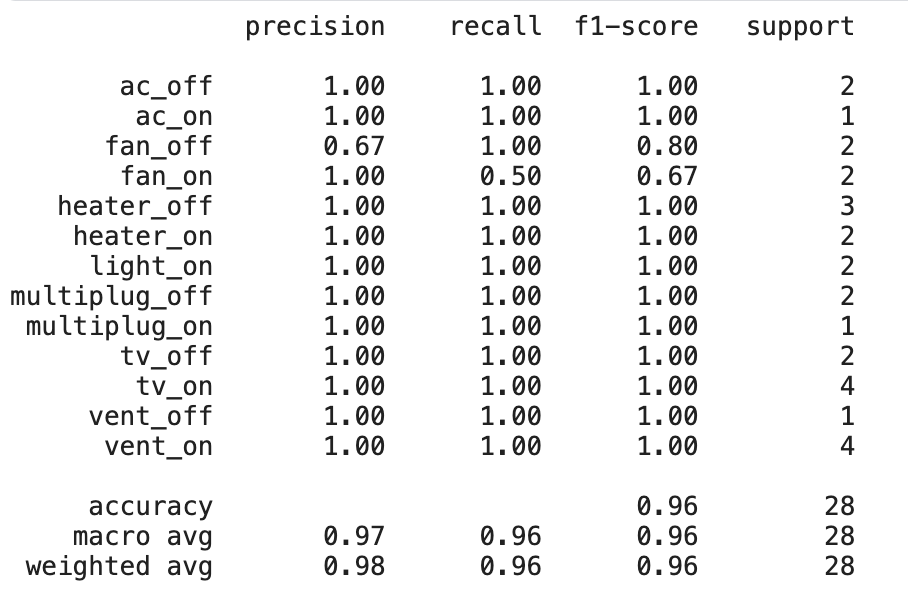 precision recall f1-score support
ac_off 1.00 1.00 1.00 2
ac_on 1.00 1.00 1.00 1
fan_off 0.67 1.00 0.80 2
fan_on 1.00 0.50 0.67 2
heater_off 1.00 1.00 1.00 3
heater_on 1.00 1.00 1.00 2
light_on 1.00 1.00 1.00 2
multiplug_off 1.00 1.00 1.00 2
multiplug_on 1.00 1.00 1.00 1
tv_off 1.00 1.00 1.00 2
tv_on 1.00 1.00 1.00 4
vent_off 1.00 1.00 1.00 1
vent_on 1.00 1.00 1.00 4
accuracy 0.96 28
macro avg 0.97 0.96 0.96 28
weighted avg 0.98 0.96 0.96 28